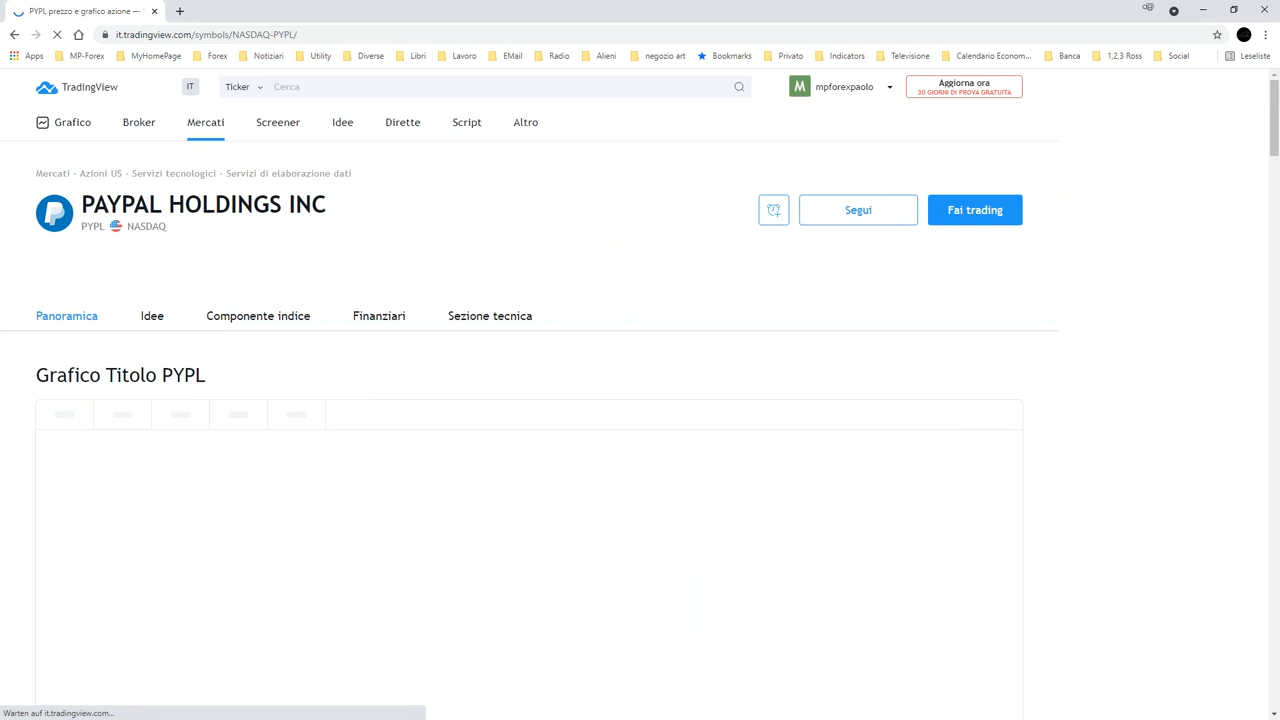 PYPL prezzo e grafico azione —
it.tradingview.com/symbols/NASDAQ-PYPL/
Apps MP-Forex MyHomePage Forex Notiziari Utility Diverse Libri Lavoro EMail Radio Alieni negozio art Bookmarks Privato Indicators Televisione Calendario Econom... Banca 1,2,3 Ross Social Leseliste
TradingView IT Ticker Cerca M mpforexpaolo Aggiorna ora
30 GIORNI DI PROVA GRATUITA
Grafico Broker Mercati Screener Idee Dirette Script Altro
Mercati · Azioni US · Servizi tecnologici · Servizi di elaborazione dati
PAYPAL HOLDINGS INC
PYPL NASDAQ
Segui Fai trading
Panoramica Idee Componente indice Finanziari Sezione tecnica
Grafico Titolo PYPL
Warten auf it.tradingview.com...